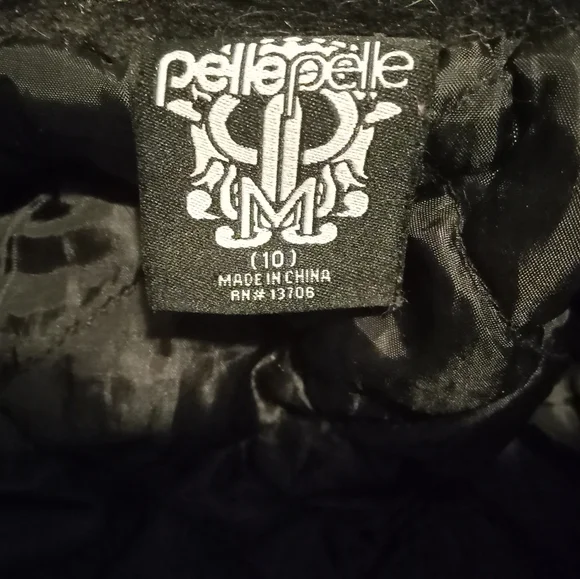 pellepelle
M
(10)
MADE IN CHINA
RN# 13706